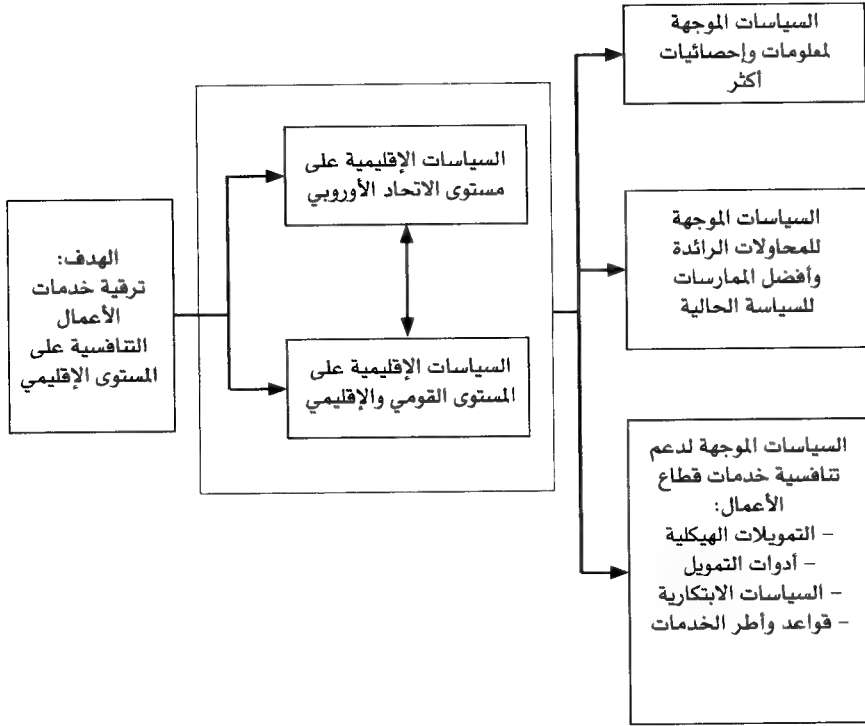 السياسات الموجهة
لمعلومات وإحصائيات
أكثر
السياسات الإقليمية على
مستوى الاتحاد الأوروبي
السياسات الموجهة
للمحاولات الرائدة
وأفضل الممارسات
للسياسة الحالية
الهدف:
ترقية خدمات
الأعمال
التنافسية على
المستوى الإقليمي
السياسات الإقليمية على
المستوى القومي والإقليمي
السياسات الموجهة لدعم
تنافسية خدمات قطاع
الأعمال:
– التمويلات الهيكلية
– أدوات التمويل
– السياسات الابتكارية
– قواعد وأطر الخدمات